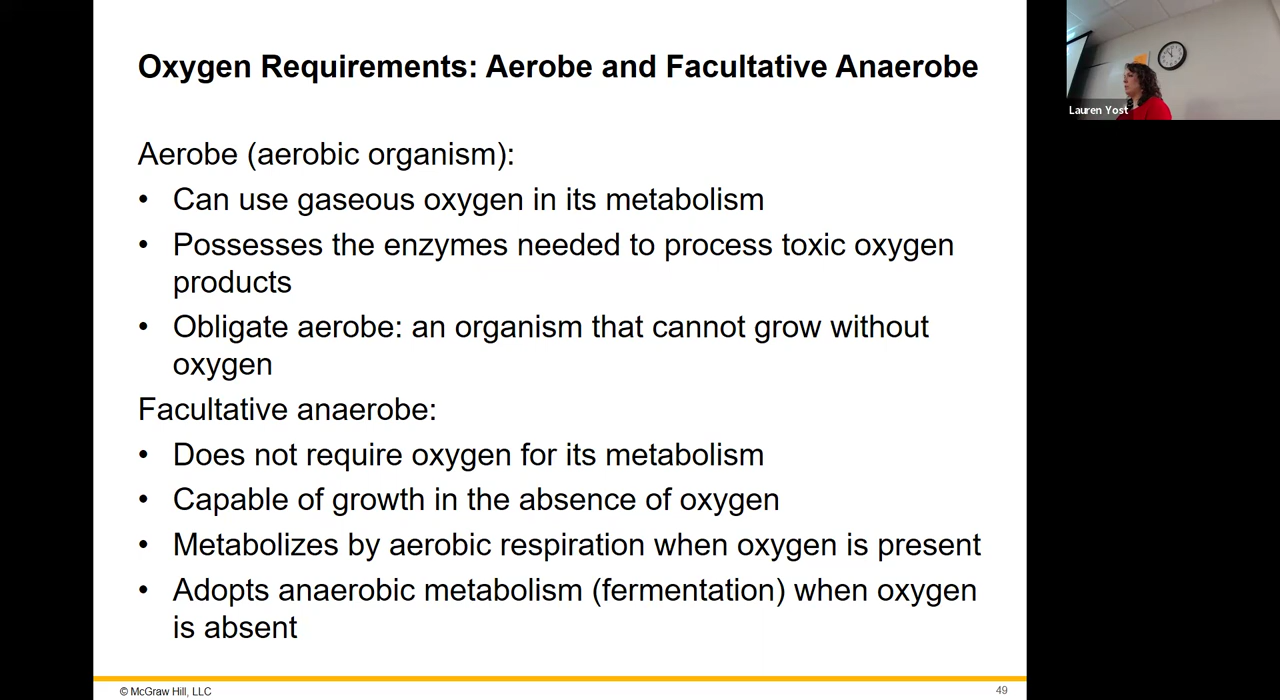 Oxygen Requirements: Aerobe and Facultative Anaerobe
Lauren Yost
Aerobe (aerobic organism):
• Can use gaseous oxygen in its metabolism
• Possesses the enzymes needed to process toxic oxygen
products
• Obligate aerobe: an organism that cannot grow without
oxygen
Facultative anaerobe:
• Does not require oxygen for its metabolism
• Capable of growth in the absence of oxygen
• Metabolizes by aerobic respiration when oxygen is present
• Adopts anaerobic metabolism (fermentation) when oxygen
is absent
© McGraw Hill, LLC
49